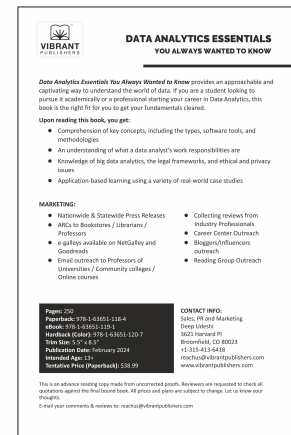 VIBRANT
PUBLISHERS
DATA ANALYTICS ESSENTIALS
YOU ALWAYS WANTED TO KNOW
Data Analytics Essentials You Always Wanted to Know provides an approachable and
captivating way to understand the world of data. If you are a student looking to
pursue it academically or a professional starting your career in Data Analytics, this
book is the right fit for you to get your fundamentals cleared.
Upon reading this book, you get:
● Comprehension of key concepts, including the types, software tools, and
methodologies
● An understanding of what a data analyst's work responsibilities are
● Knowledge of big data analytics, the legal frameworks, and ethical and privacy
issues
● Application-based learning using a variety of real-world case studies
MARKETING:
● Nationwide & Statewide Press Releases
● ARCs to Bookstores / Librarians /
Professors
● e-galleys available on NetGalley and
Goodreads
● Email outreach to Professors of
Universities / Community colleges /
Online courses
● Collecting reviews from
Industry Professionals
● Career Center Outreach
● Bloggers/Influencers
outreach
● Reading Group Outreach
Pages: 250
Paperback: 978-1-63651-118-4
eBook: 978-1-63651-119-1
Hardback (Color): 978-1-63651-120-7
Trim Size: 5.5" x 8.5"
Publication Date: February 2024
Intended Age: 13+
Tentative Price (Paperback): $38.99
CONTACT INFO:
Sales, PR and Marketing
Deep Udeshi
3621 Harvard Pl
Broomfield, CO 80023
+1-315-413-6418
reachus@vibrantpublishers.com
www.vibrantpublishers.com
This is an advance reading copy made from uncorrected proofs. Reviewers are requested to check all
quotations against the final bound book. All prices and plans are subject to change. Let us know your
thoughts.
E-mail your comments & reviews to: reachus@vibrantpublishers.com